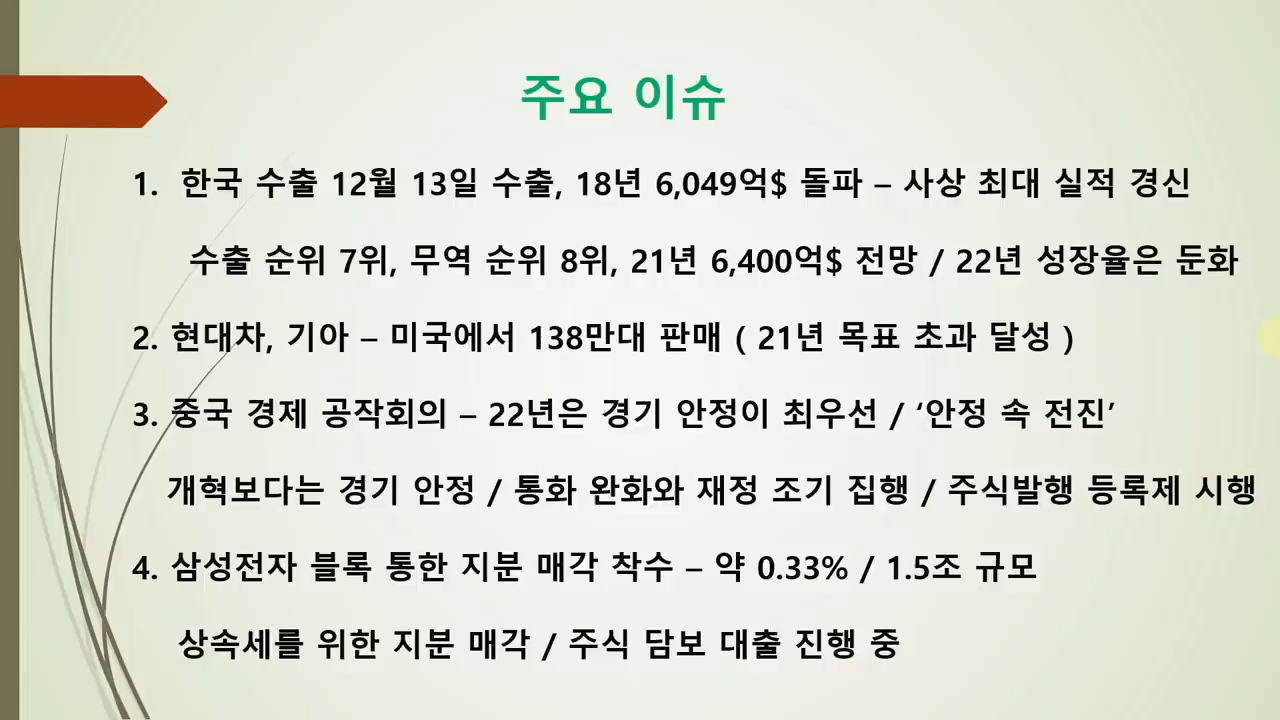 주요 이슈
1. 한국 수출 12월 13일 수출, 18년 6,049억$ 돌파 – 사상 최대 실적 경신
수출 순위 7위, 무역 순위 8위, 21년 6,400억$ 전망 / 22년 성장율은 둔화
2. 현대차, 기아 – 미국에서 138만대 판매 ( 21년 목표 초과 달성 )
3. 중국 경제 공작회의 – 22년은 경기 안정이 최우선 / ‘안정 속 전진’
개혁보다는 경기 안정 / 통화 완화와 재정 조기 집행 / 주식발행 등록제 시행
4. 삼성전자 블록 통한 지분 매각 착수 – 약 0.33% / 1.5조 규모
상속세를 위한 지분 매각 / 주식 담보 대출 진행 중